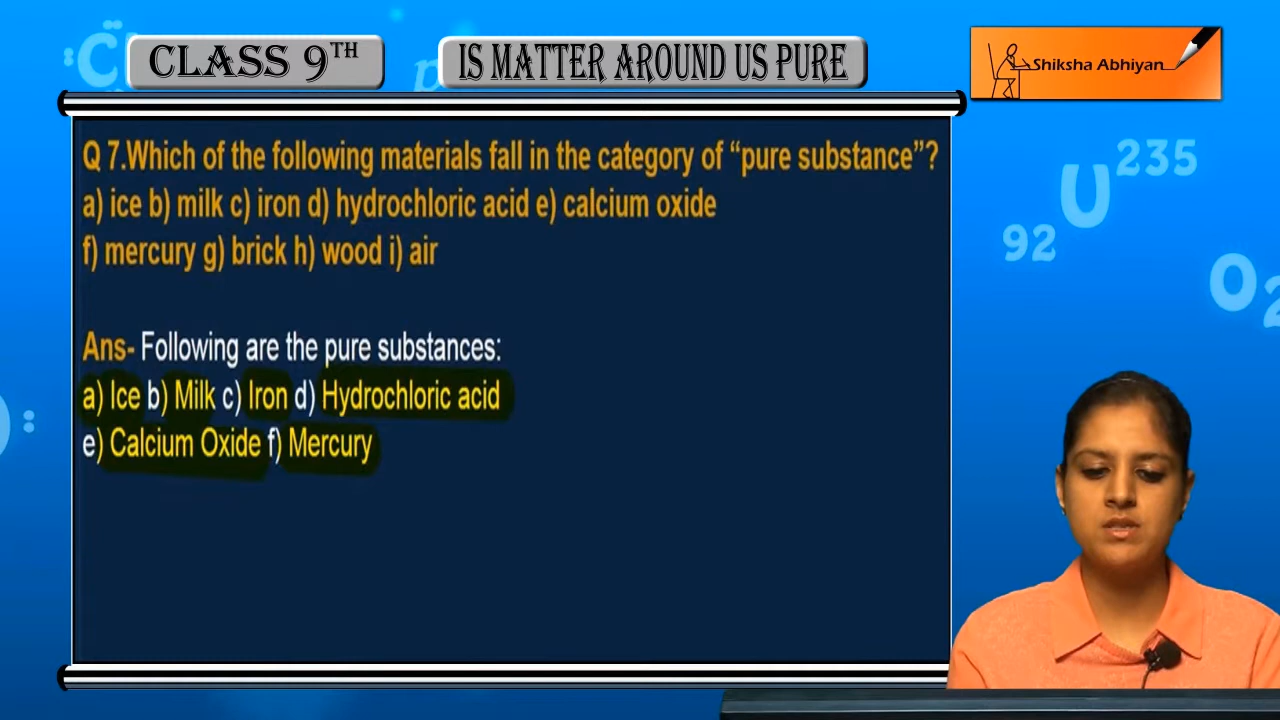 CLASS 9TH
IS MATTER AROUND US PURE
Shiksha Abhiyan
Q 7.Which of the following materials fall in the category of “pure substance”?
a) ice b) milk c) iron d) hydrochloric acid e) calcium oxide
f) mercury g) brick h) wood i) air
Ans- Following are the pure substances:
a) Ice b) Milk c) Iron d) Hydrochloric acid
e) Calcium Oxide f) Mercury
U 235
92
O 2